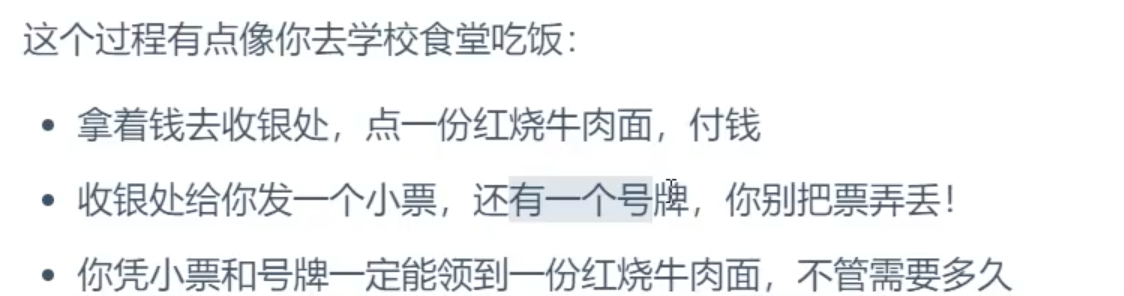 这个过程有点像你去学校食堂吃饭：
• 拿着钱去收银处，点一份红烧牛肉面，付钱
• 收银处给你发一个小票，还有一个号牌，你别把票弄丢！
• 你凭小票和号牌一定能领到一份红烧牛肉面，不管需要多久